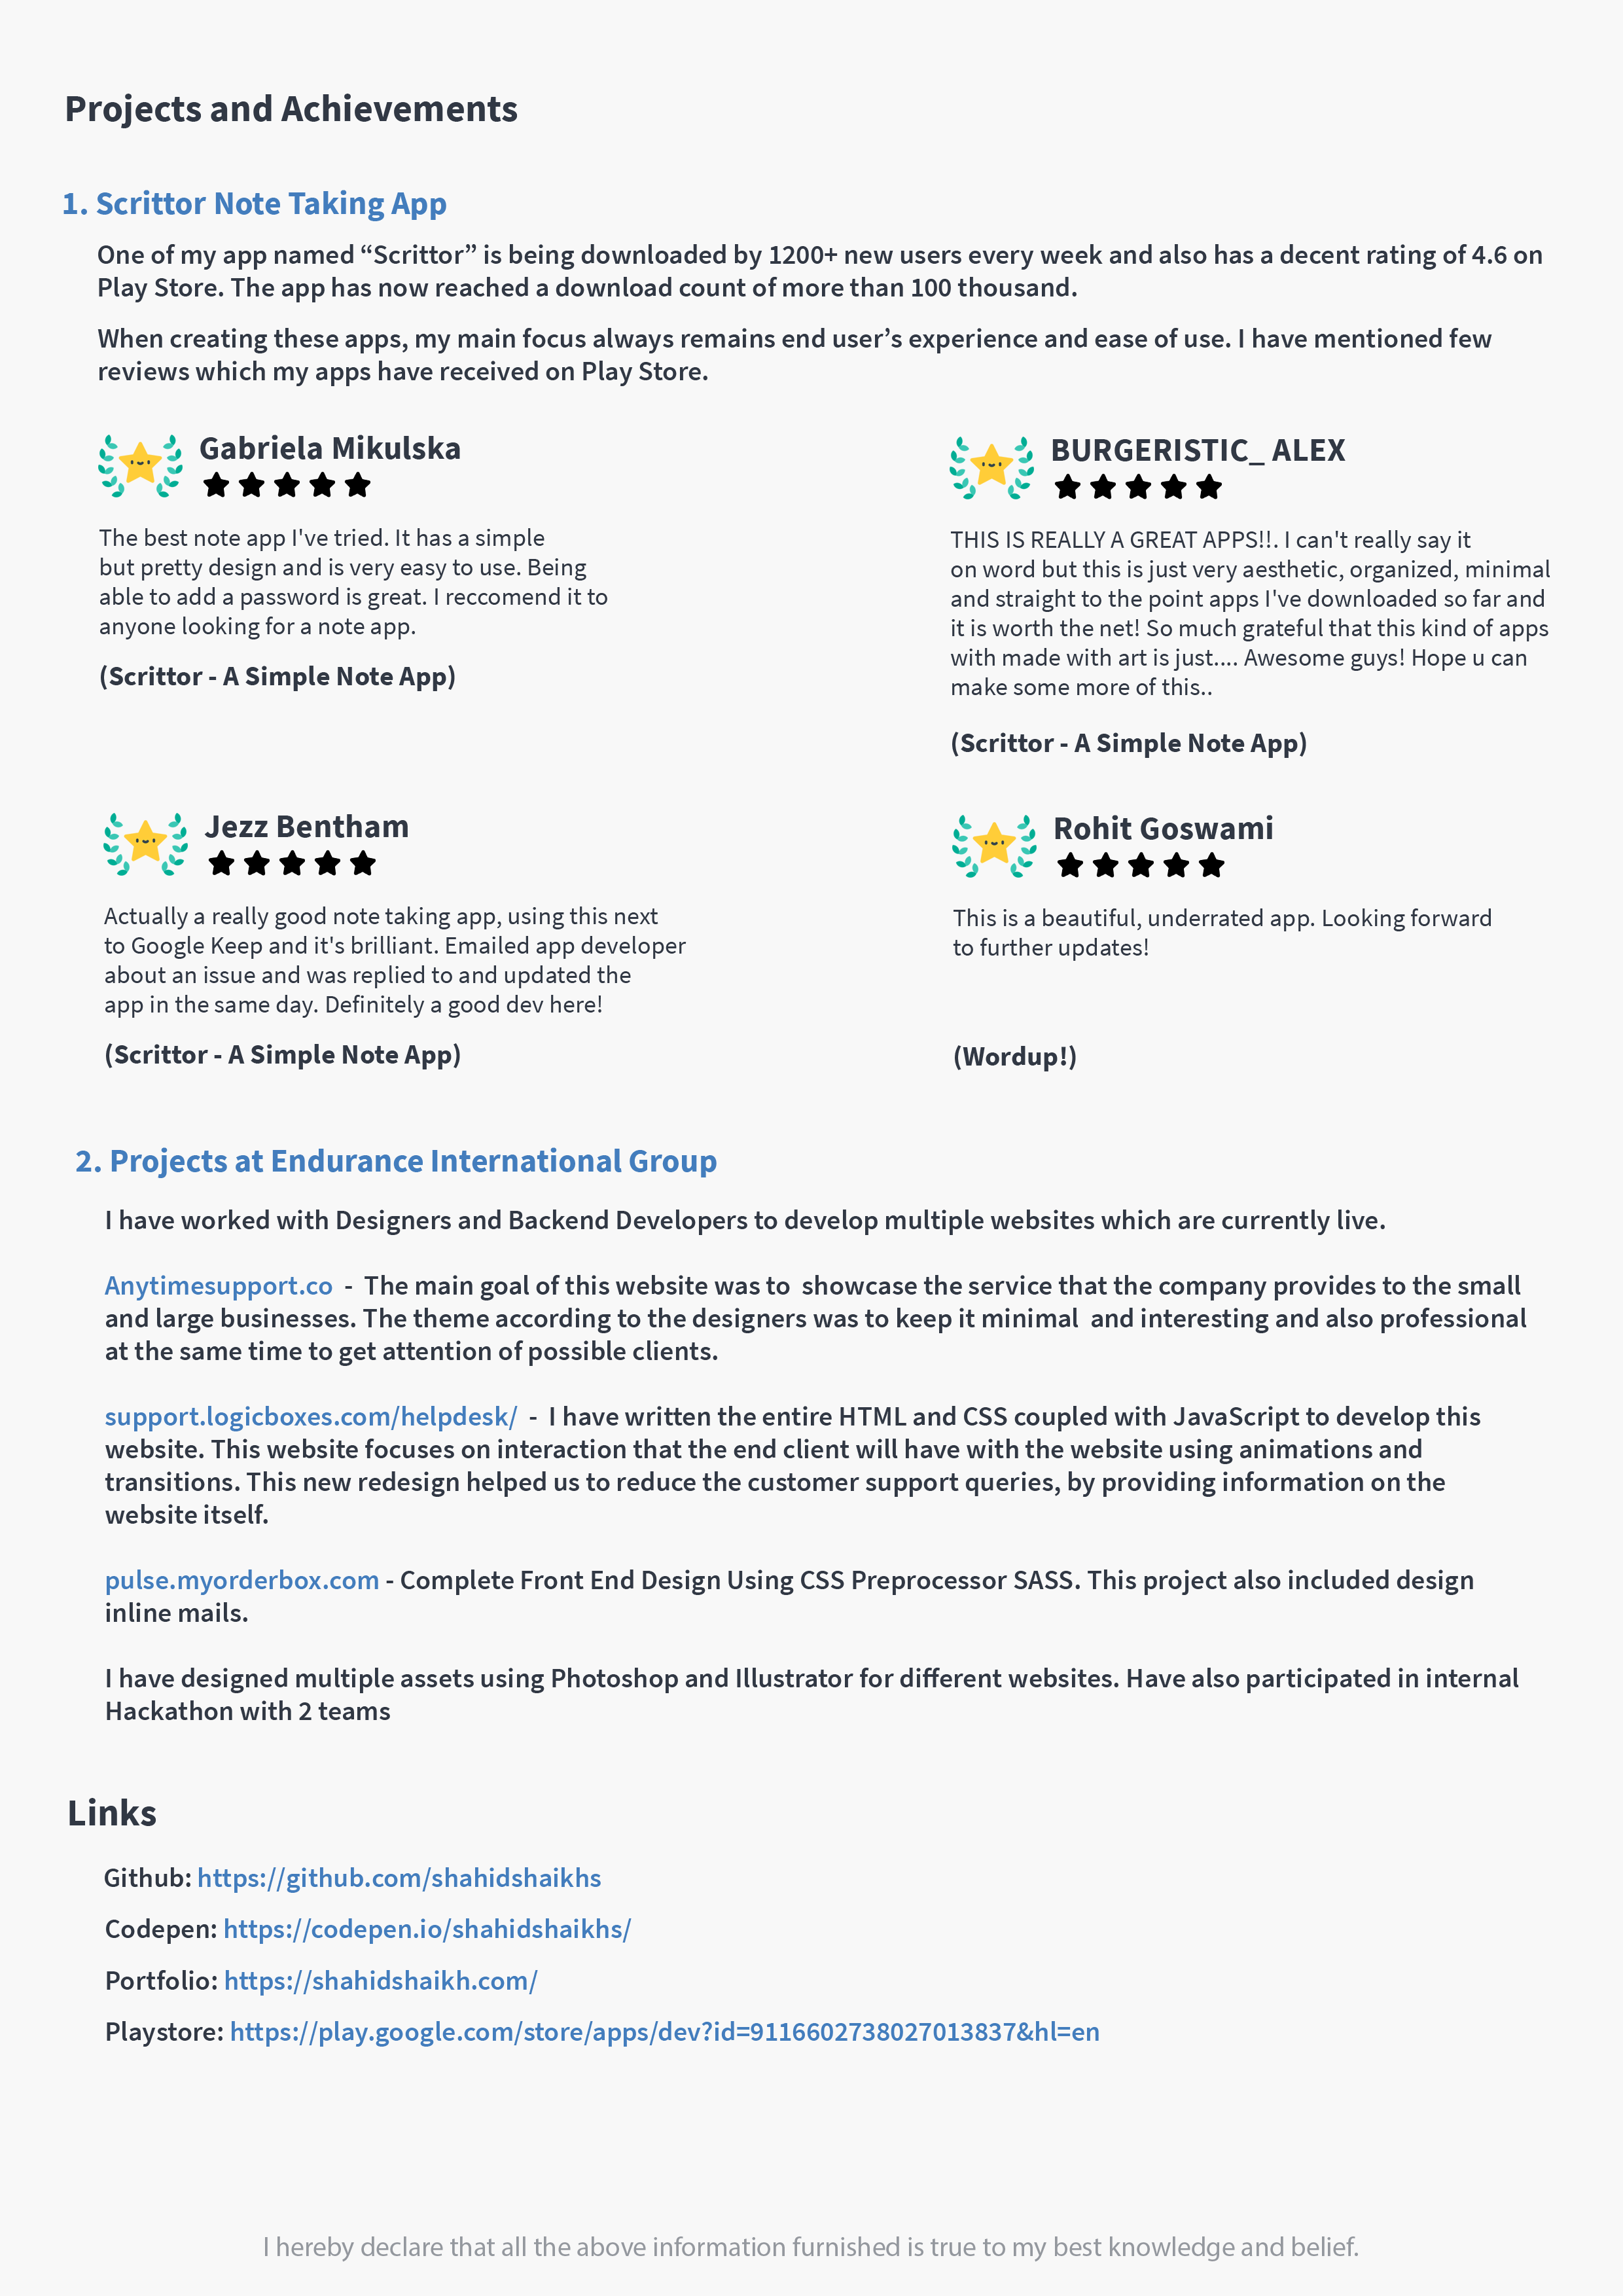 Projects and Achievements
1. Scrittor Note Taking App
One of my app named “Scrittor” is being downloaded by 1200+ new users every week and also has a decent rating of 4.6 on
Play Store. The app has now reached a download count of more than 100 thousand.
When creating these apps, my main focus always remains end user’s experience and ease of use. I have mentioned few
reviews which my apps have received on Play Store.
Gabriela Mikulska
The best note app I've tried. It has a simple
but pretty design and is very easy to use. Being
able to add a password is great. I reccomend it to
anyone looking for a note app.
(Scrittor - A Simple Note App)
BURGERISTIC_ ALEX
THIS IS REALLY A GREAT APPS!!. I can't really say it
on word but this is just very aesthetic, organized, minimal
and straight to the point apps I've downloaded so far and
it is worth the net! So much grateful that this kind of apps
with made with art is just.... Awesome guys! Hope u can
make some more of this..
(Scrittor - A Simple Note App)
Jezz Bentham
Actually a really good note taking app, using this next
to Google Keep and it's brilliant. Emailed app developer
about an issue and was replied to and updated the
app in the same day. Definitely a good dev here!
(Scrittor - A Simple Note App)
Rohit Goswami
This is a beautiful, underrated app. Looking forward
to further updates!
(Wordup!)
2. Projects at Endurance International Group
I have worked with Designers and Backend Developers to develop multiple websites which are currently live.
Anytimesupport.co - The main goal of this website was to showcase the service that the company provides to the small
and large businesses. The theme according to the designers was to keep it minimal and interesting and also professional
at the same time to get attention of possible clients.
support.logicboxes.com/helpdesk/ - I have written the entire HTML and CSS coupled with JavaScript to develop this
website. This website focuses on interaction that the end client will have with the website using animations and
transitions. This new redesign helped us to reduce the customer support queries, by providing information on the
website itself.
pulse.myorderbox.com - Complete Front End Design Using CSS Preprocessor SASS. This project also included design
inline mails.
I have designed multiple assets using Photoshop and Illustrator for different websites. Have also participated in internal
Hackathon with 2 teams
Links
Github: https://github.com/shahidshaikhs
Codepen: https://codepen.io/shahidshaikhs/
Portfolio: https://shahidshaikh.com/
Playstore: https://play.google.com/store/apps/dev?id=9116602738027013837&hl=en
I hereby declare that all the above information furnished is true to my best knowledge and belief.